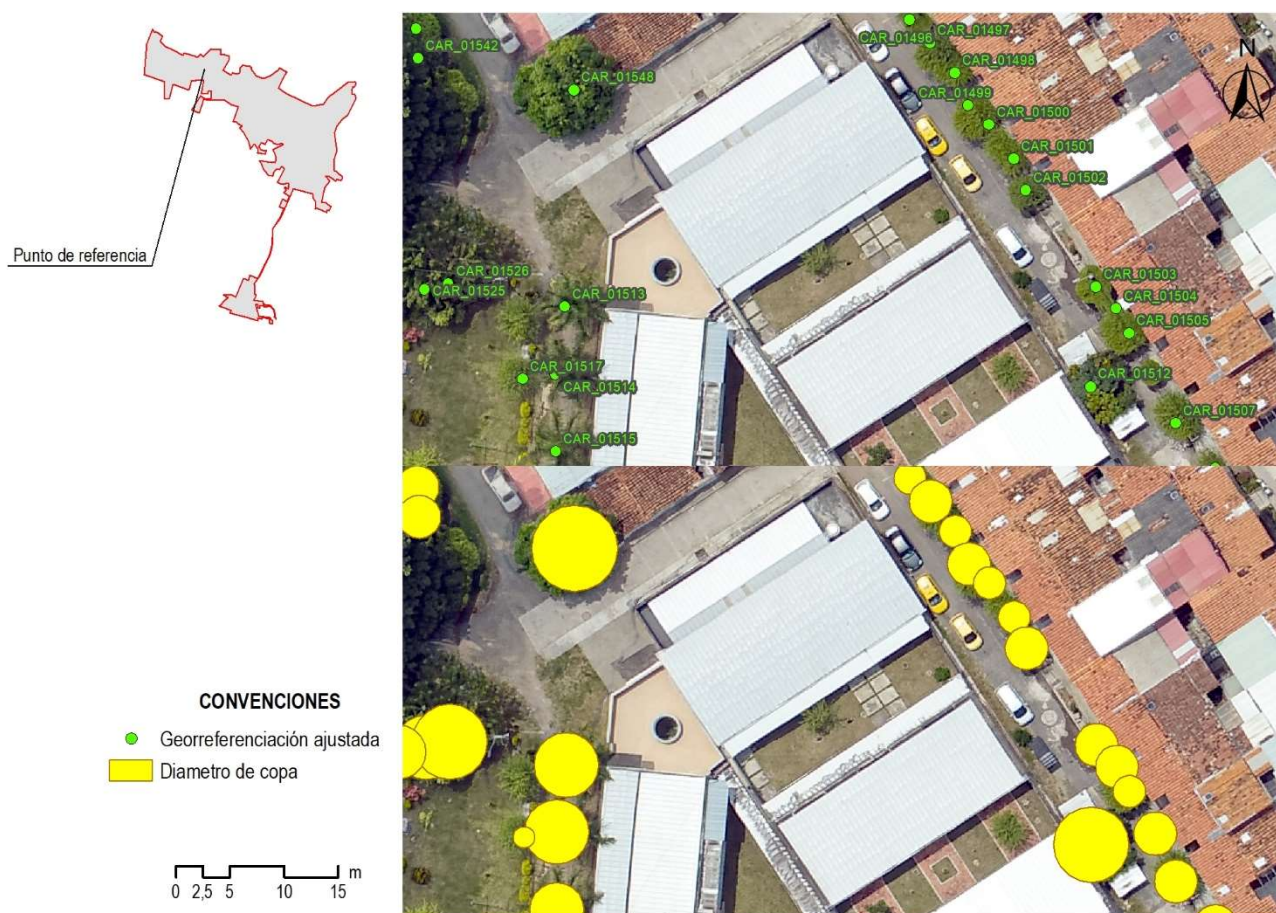 Punto de referencia
CONVENCIONES
Georreferenciación ajustada
Diametro de copa
0 2,5 5 10 15 m
N
CAR_01542
CAR_01548
CAR_01496
CAR_01497
CAR_01498
CAR_01499
CAR_01500
CAR_01501
CAR_01502
CAR_01526
CAR_01525
CAR_01513
CAR_01503
CAR_01504
CAR_01505
CAR_01517
CAR_01514
CAR_01512
CAR_01515
CAR_01507